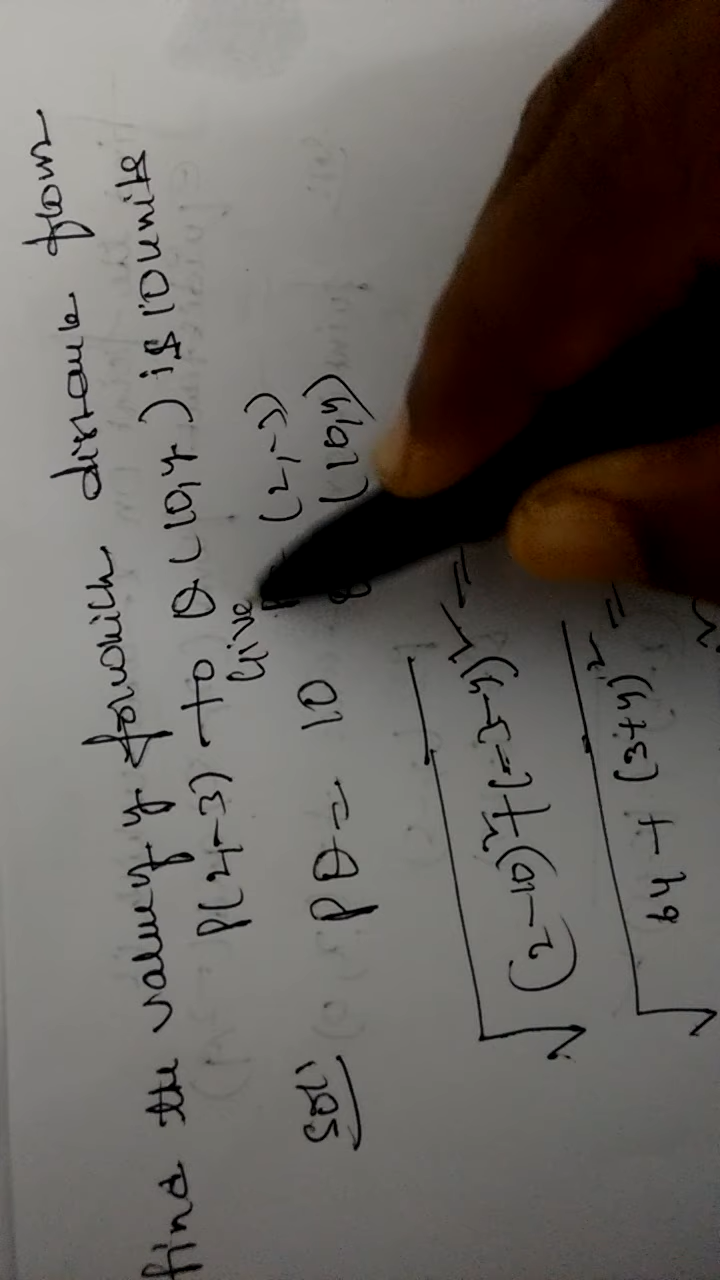 find the value of y for which distance from
P(2,-3) to Q(10,y) is 10 units
Give
(2,-3)
Soln PQ = 10 (10,y)
√(2-10)²+(-3-y)² =
√64+(3+y)² =